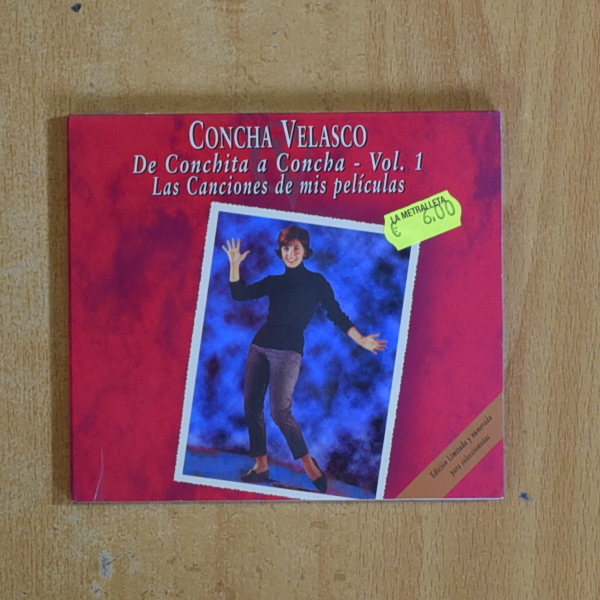 CONCHA VELASCO
De Conchita a Concha - Vol. 1
Las Canciones de mis películas
LA METRALLETA
€ 6,00
Edición Limitada y numerada
para coleccionistas